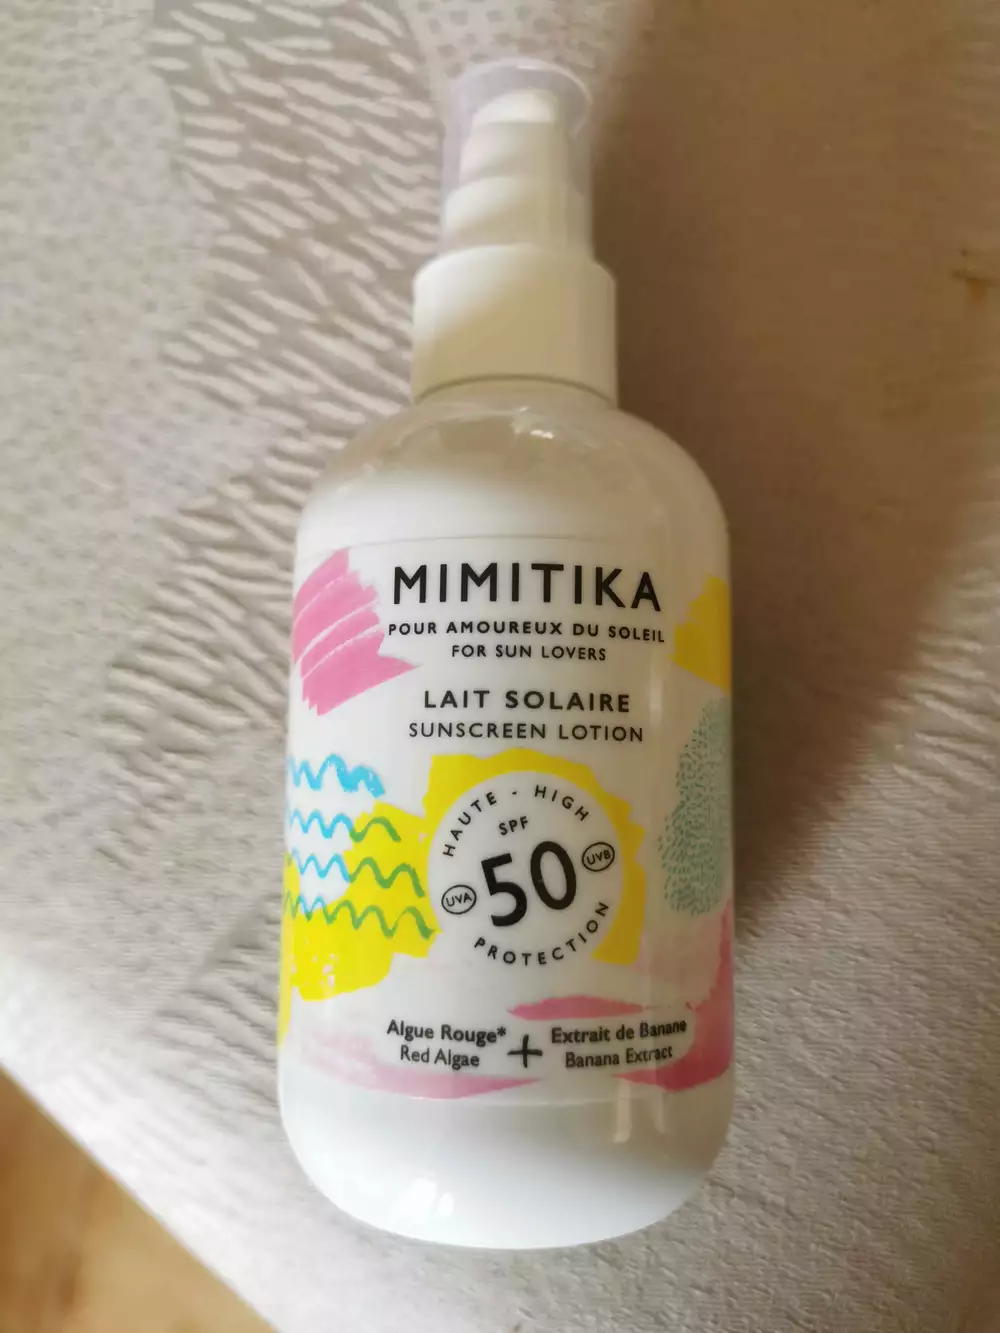 MIMITIKA
POUR AMOUREUX DU SOLEIL
FOR SUN LOVERS
LAIT SOLAIRE
SUNSCREEN LOTION
HAUTE - HIGH
SPF
50
UVA
UVB
PROTECTION
Algue Rouge* + Extrait de Banane
Red Algae Banana Extract